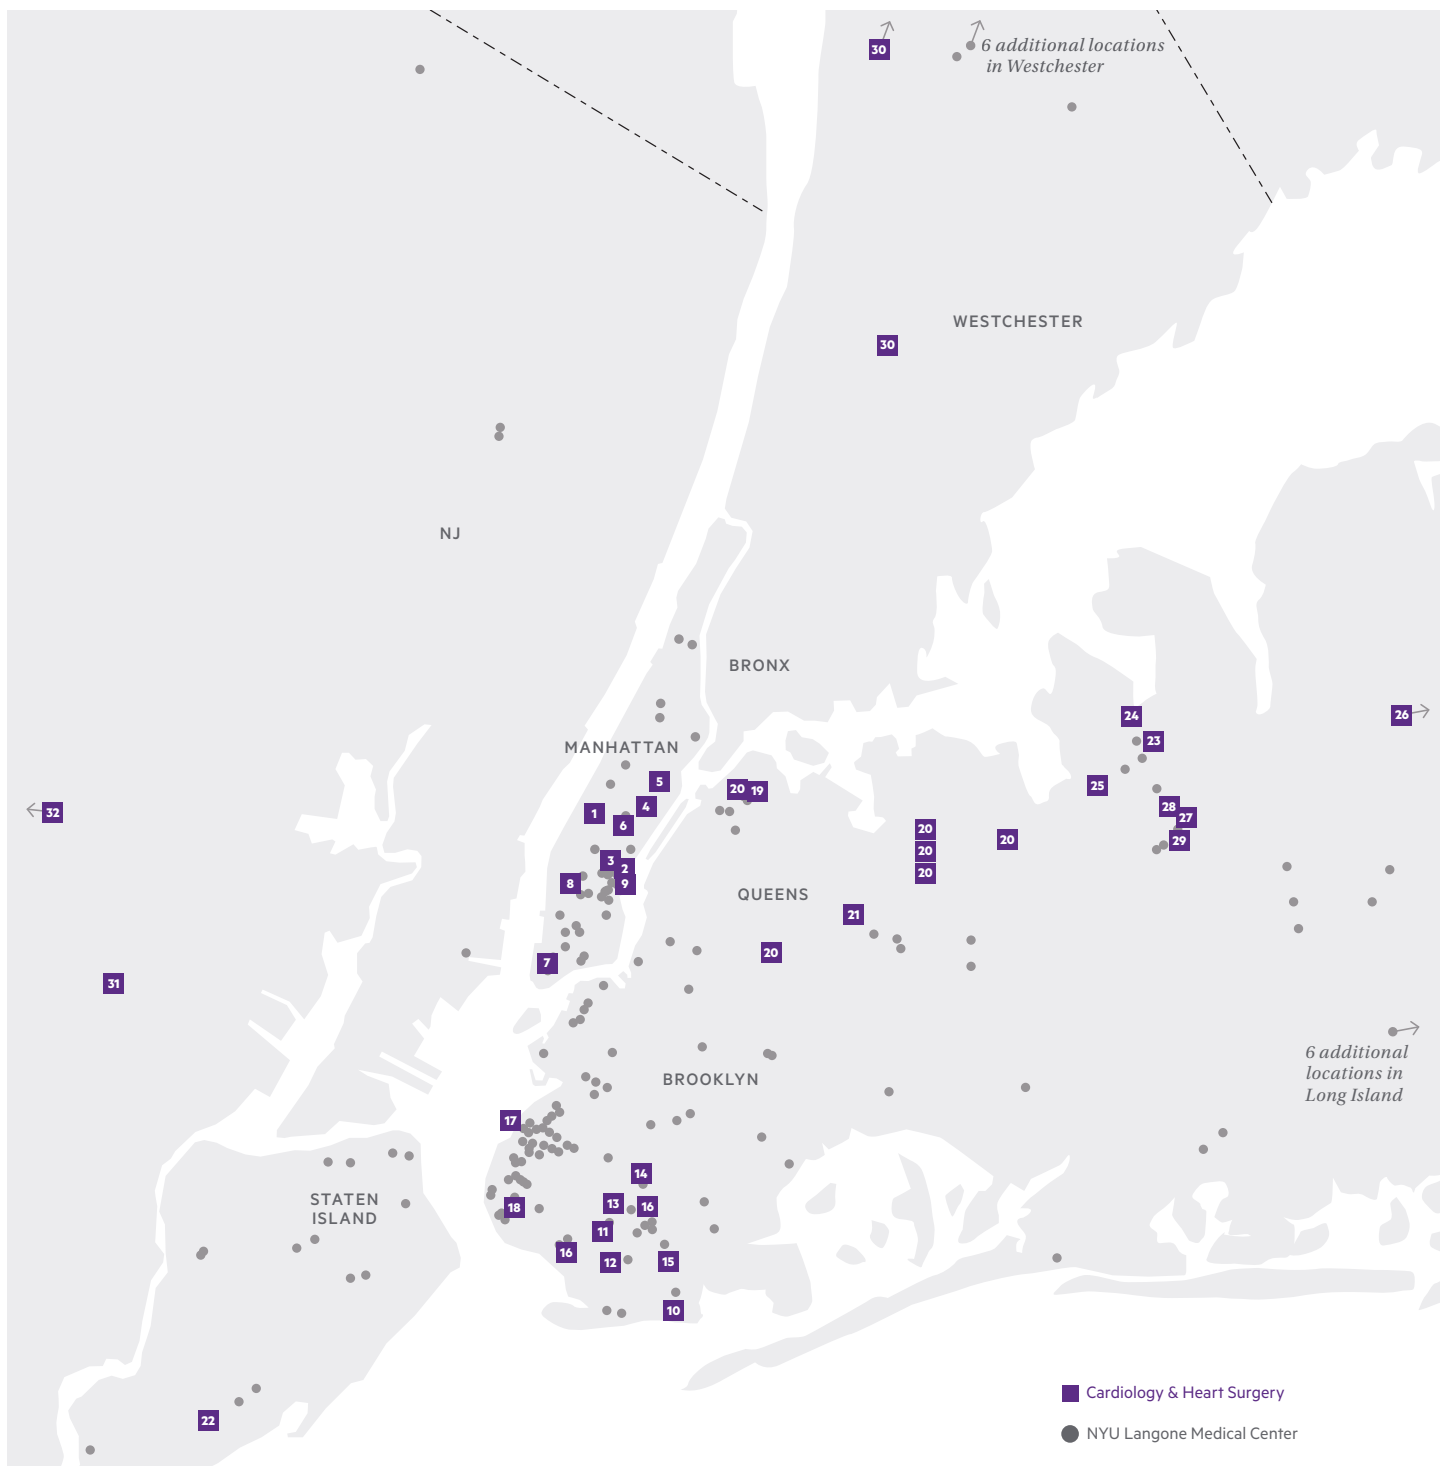 30
6 additional locations
in Westchester
WESTCHESTER
30
NJ
BRONX
24
26
23
MANHATTAN
5
25
20
19
4
28
32
1
27
6
20
20
29
20
3
2
20
8
9
QUEENS
21
20
7
31
6 additional
locations in
Long Island
BROOKLYN
17
14
STATEN
ISLAND
13
16
18
11
16
12
15
10
Cardiology & Heart Surgery
22
NYU Langone Medical Center